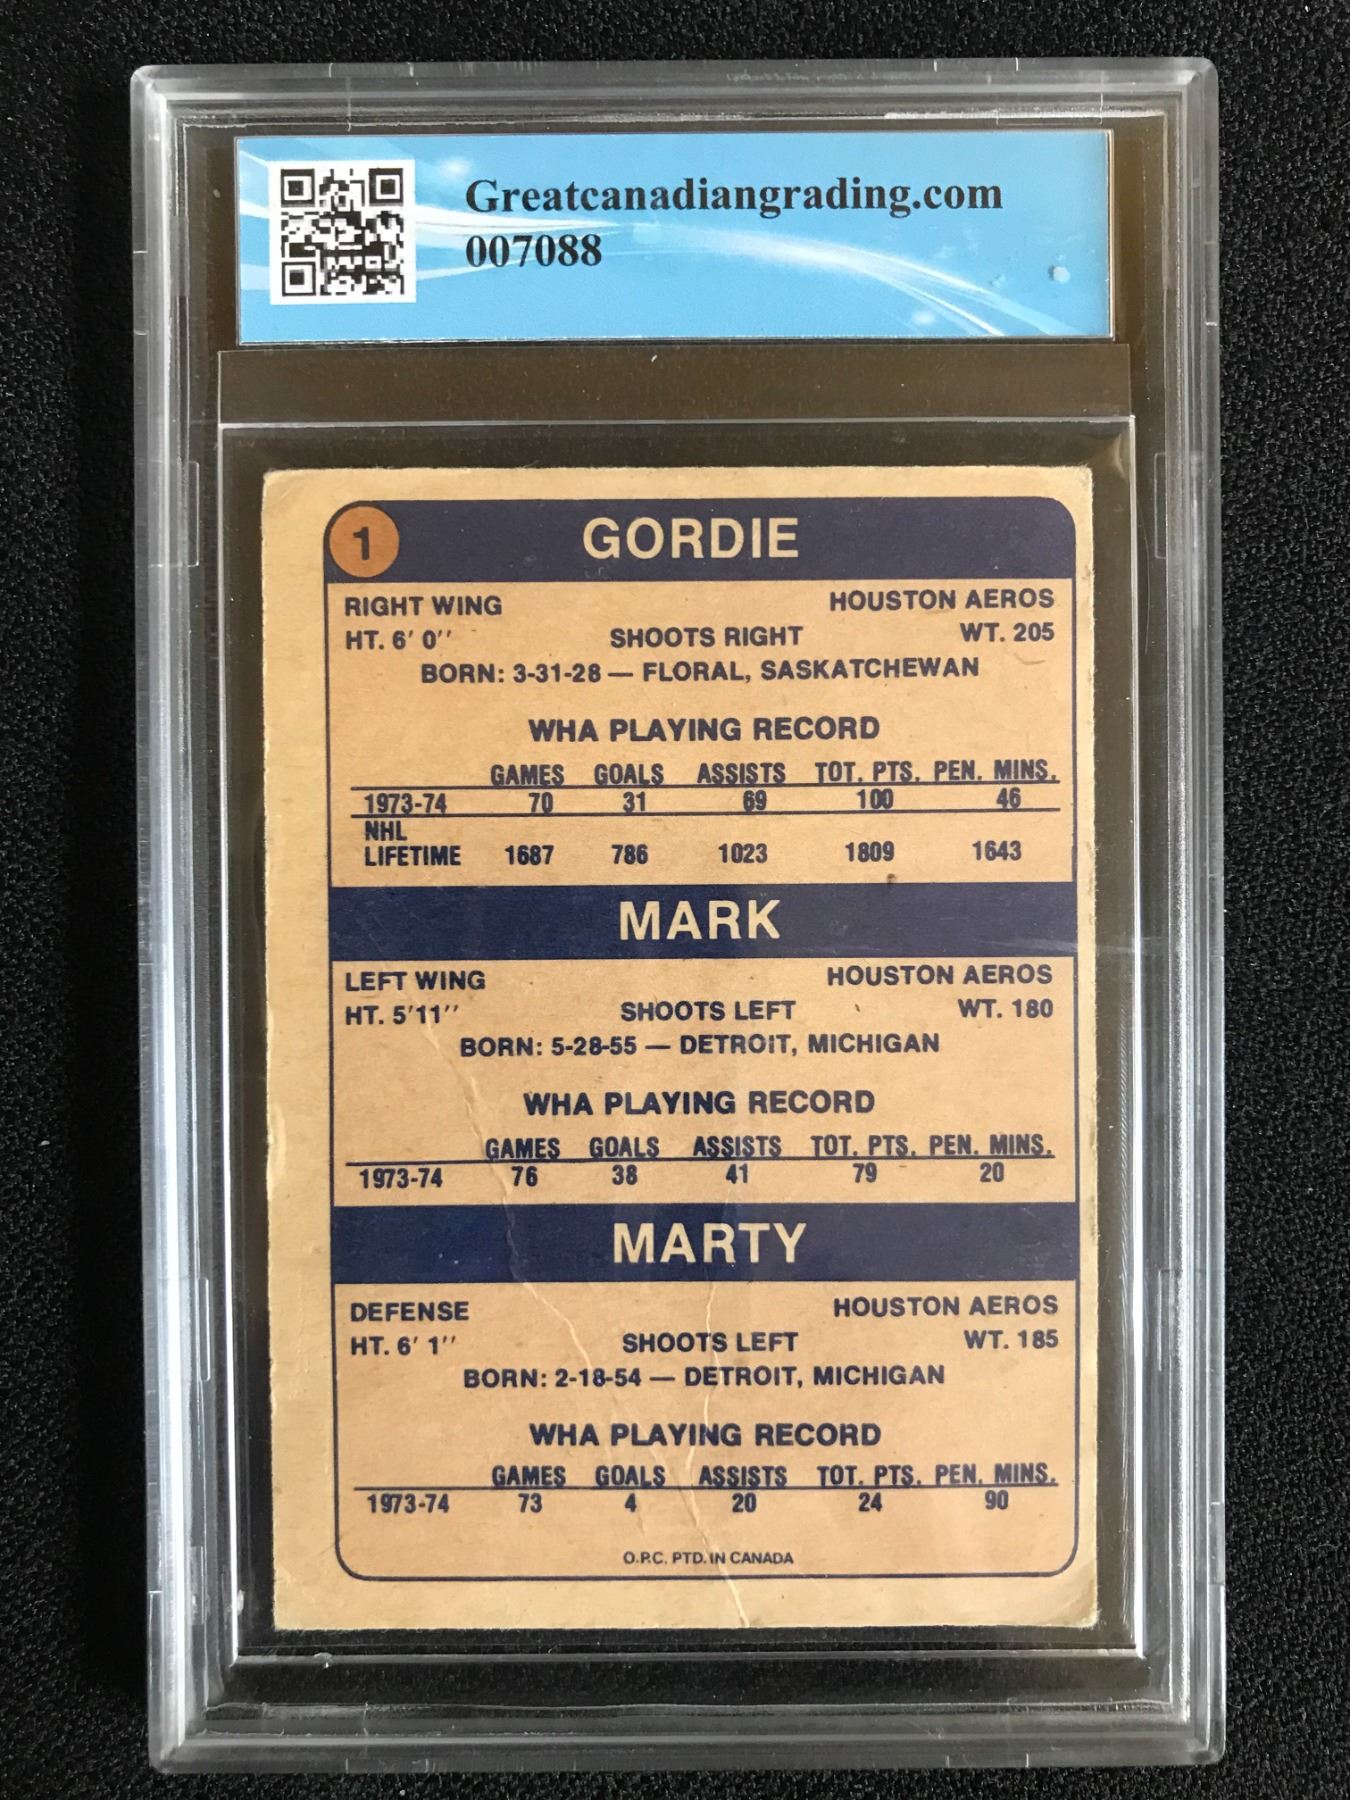 Greatcanadiangrading.com
007088
1 GORDIE
RIGHT WING HOUSTON AEROS
HT. 6' 0'' SHOOTS RIGHT WT. 205
BORN: 3-31-28 — FLORAL, SASKATCHEWAN
WHA PLAYING RECORD
GAMES GOALS ASSISTS TOT. PTS. PEN. MINS.
1973-74 70 31 69 100 46
NHL
LIFETIME 1687 786 1023 1809 1643
MARK
LEFT WING HOUSTON AEROS
HT. 5'11'' SHOOTS LEFT WT. 180
BORN: 5-28-55 — DETROIT, MICHIGAN
WHA PLAYING RECORD
GAMES GOALS ASSISTS TOT. PTS. PEN. MINS.
1973-74 76 38 41 79 20
MARTY
DEFENSE HOUSTON AEROS
HT. 6' 1'' SHOOTS LEFT WT. 185
BORN: 2-18-54 — DETROIT, MICHIGAN
WHA PLAYING RECORD
GAMES GOALS ASSISTS TOT. PTS. PEN. MINS.
1973-74 73 4 20 24 90
O.P.C. PTD. IN CANADA